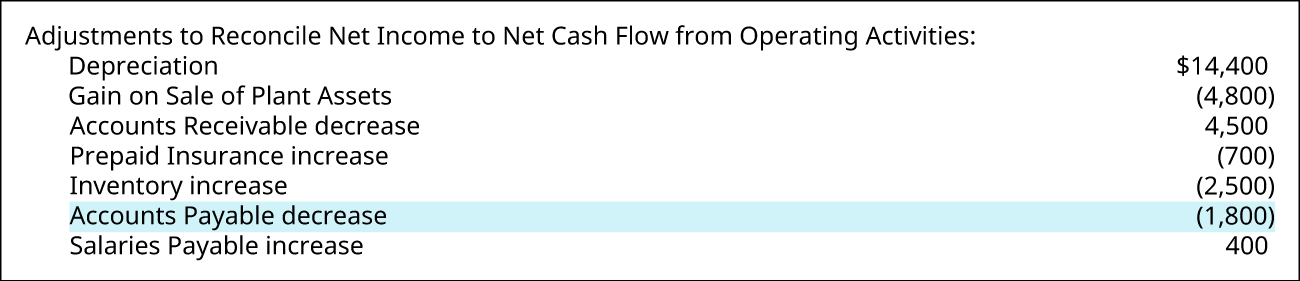 Adjustments to Reconcile Net Income to Net Cash Flow from Operating Activities:
Depreciation $14,400
Gain on Sale of Plant Assets (4,800)
Accounts Receivable decrease 4,500
Prepaid Insurance increase (700)
Inventory increase (2,500)
Accounts Payable decrease (1,800)
Salaries Payable increase 400